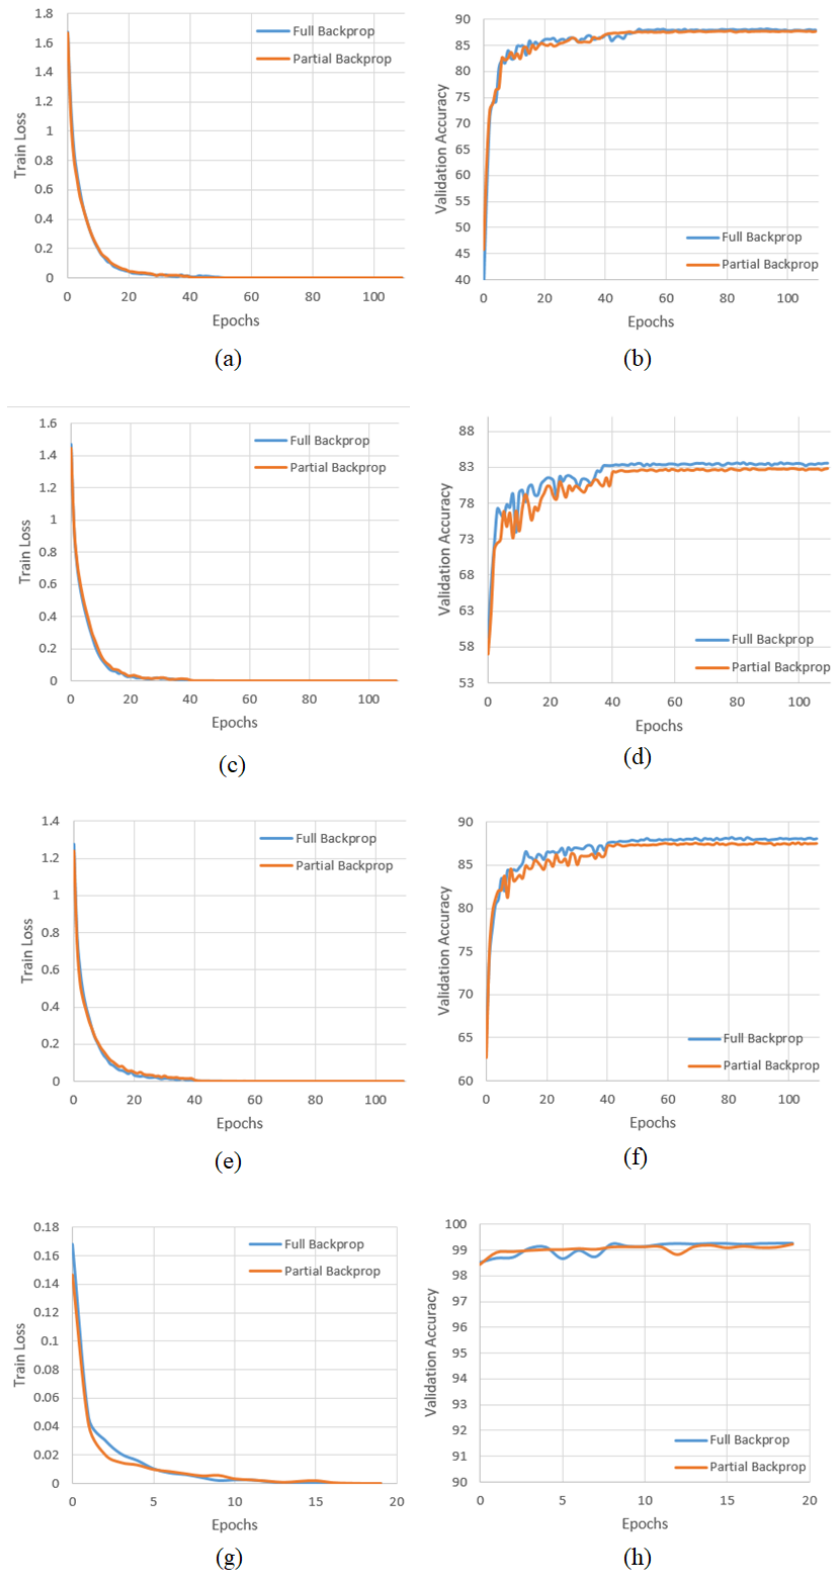 1.8
1.6
1.4
1.2
1
0.8
0.6
0.4
0.2
0
Train Loss
Full Backprop
Partial Backprop
0 20 40 60 80 100
Epochs
(a)
90
85
80
75
70
65
60
55
50
45
40
Validation Accuracy
Full Backprop
Partial Backprop
0 20 40 60 80 100
Epochs
(b)
1.6
1.4
1.2
1
0.8
0.6
0.4
0.2
0
Train Loss
Full Backprop
Partial Backprop
0 20 40 60 80 100
Epochs
(c)
88
83
78
73
68
63
58
53
Validation Accuracy
Full Backprop
Partial Backprop
0 20 40 60 80 100
Epochs
(d)
1.4
1.2
1
0.8
0.6
0.4
0.2
0
Train Loss
Full Backprop
Partial Backprop
0 20 40 60 80 100
Epochs
(e)
90
85
80
75
70
65
60
Validation Accuracy
Full Backprop
Partial Backprop
0 20 40 60 80 100
Epochs
(f)
0.18
0.16
0.14
0.12
0.1
0.08
0.06
0.04
0.02
0
Train Loss
Full Backprop
Partial Backprop
0 5 10 15 20
Epochs
(g)
100
99
98
97
96
95
94
93
92
91
90
Validation Accuracy
Full Backprop
Partial Backprop
0 5 10 15 20
Epochs
(h)